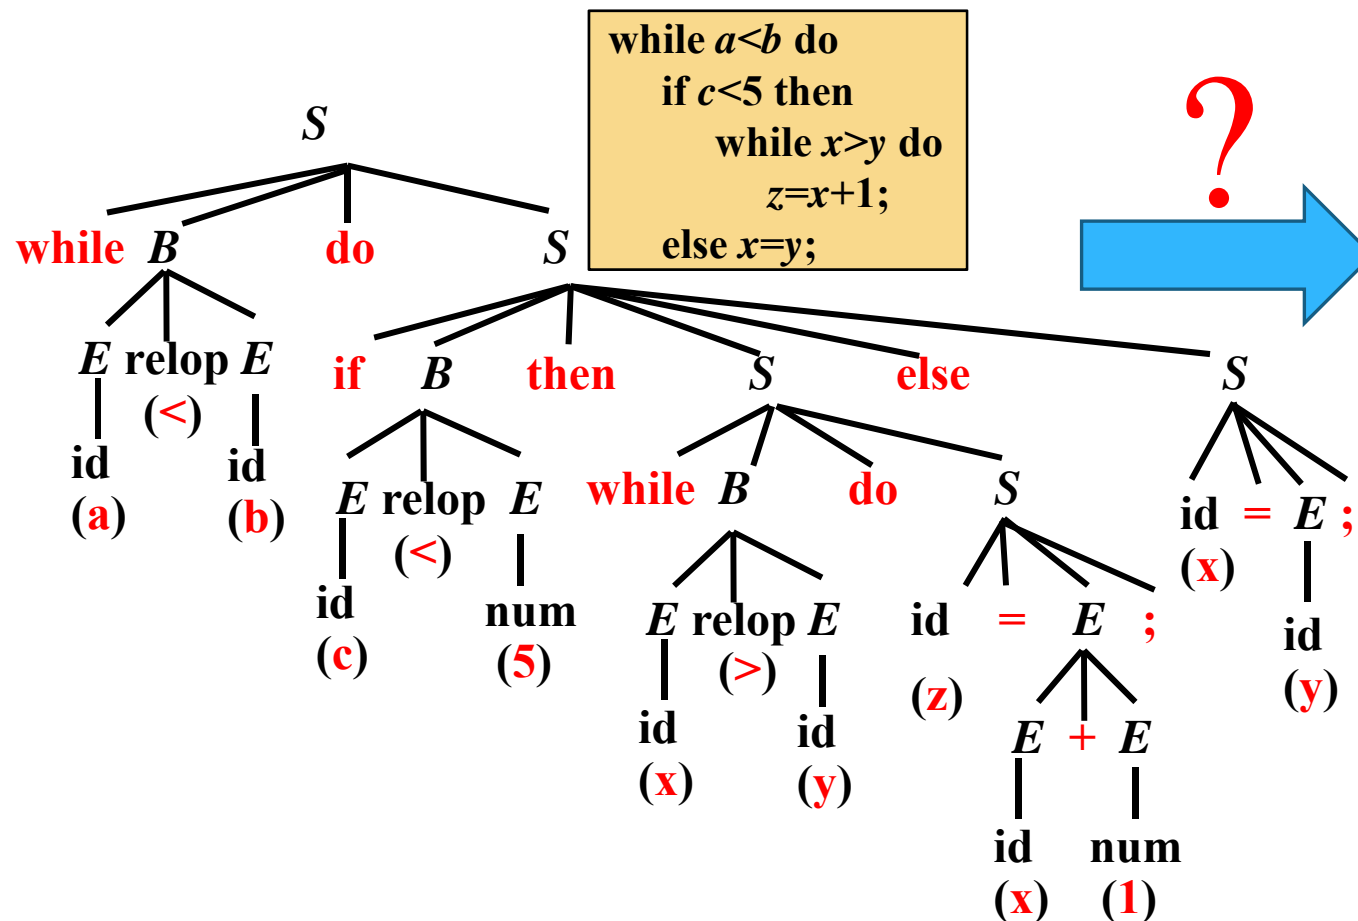 while a<b do
if c<5 then
while x>y do
z=x+1;
else x=y;
?
S
while B do S
E relop E
(<)
id id
(a) (b)
if B then S else S
E relop E
(<)
id num
(c) (5)
while B do S
id = E ;
(x)
id
(y)
E relop E
(>)
id id
(x) (y)
id = E ;
(z)
E + E
id num
(x) (1)